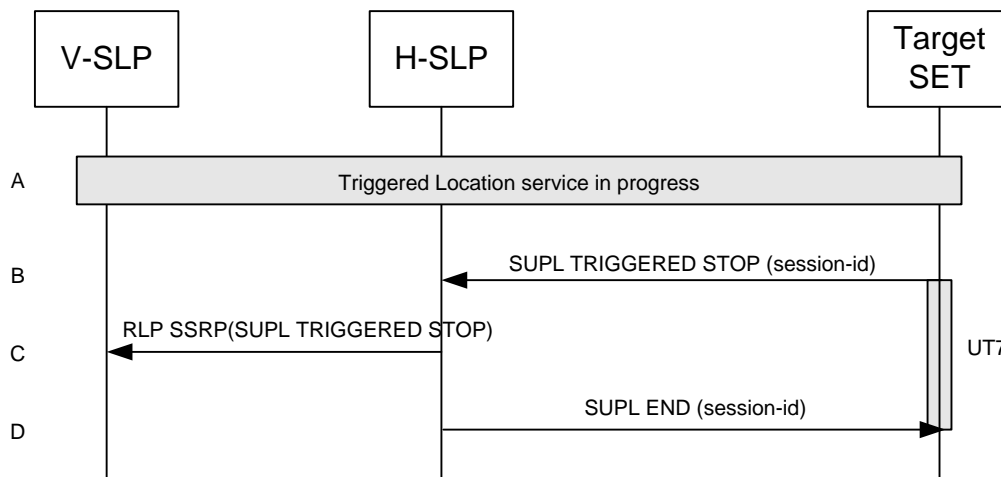 V-SLP
H-SLP
Target
SET
A
Triggered Location service in progress
B
SUPL TRIGGERED STOP (session-id)
C
RLP SSRP(SUPL TRIGGERED STOP)
UT7
D
SUPL END (session-id)